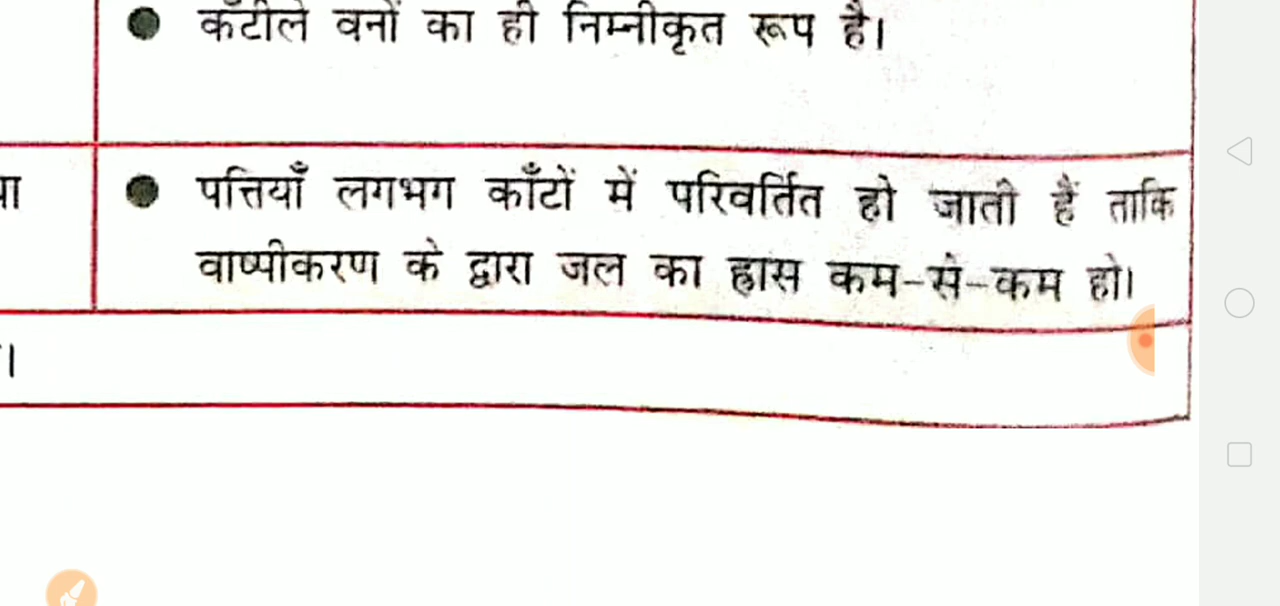 कँटीले वनों का ही निम्नीकृत रूप है।
पत्तियाँ लगभग काँटों में परिवर्तित हो जाती हैं ताकि
वाष्पीकरण के द्वारा जल का ह्रास कम-से-कम हो।